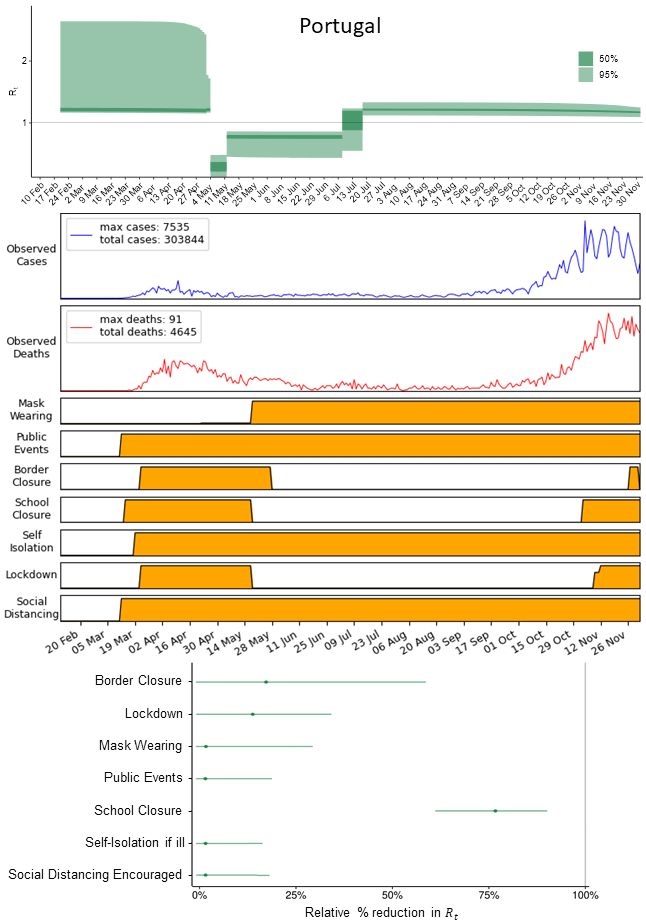 Portugal
2
1
R_t
50%
95%
10 Feb
17 Feb
24 Feb
2 Mar
9 Mar
16 Mar
23 Mar
30 Mar
6 Apr
13 Apr
20 Apr
27 Apr
4 May
11 May
18 May
25 May
1 Jun
8 Jun
15 Jun
22 Jun
29 Jun
6 Jul
13 Jul
20 Jul
27 Jul
3 Aug
10 Aug
17 Aug
24 Aug
31 Aug
7 Sep
14 Sep
21 Sep
28 Sep
5 Oct
12 Oct
19 Oct
26 Oct
2 Nov
9 Nov
16 Nov
23 Nov
30 Nov
Observed
Cases
max cases: 7535
total cases: 303844
Observed
Deaths
max deaths: 91
total deaths: 4645
Mask
Wearing
Public
Events
Border
Closure
School
Closure
Self
Isolation
Lockdown
Social
Distancing
20 Feb
05 Mar
19 Mar
02 Apr
16 Apr
30 Apr
14 May
28 May
11 Jun
25 Jun
09 Jul
23 Jul
06 Aug
20 Aug
03 Sep
17 Sep
01 Oct
15 Oct
29 Oct
12 Nov
26 Nov
Border Closure
Lockdown
Mask Wearing
Public Events
School Closure
Self-Isolation if ill
Social Distancing Encouraged
0%
25%
50%
75%
100%
Relative % reduction in R_t